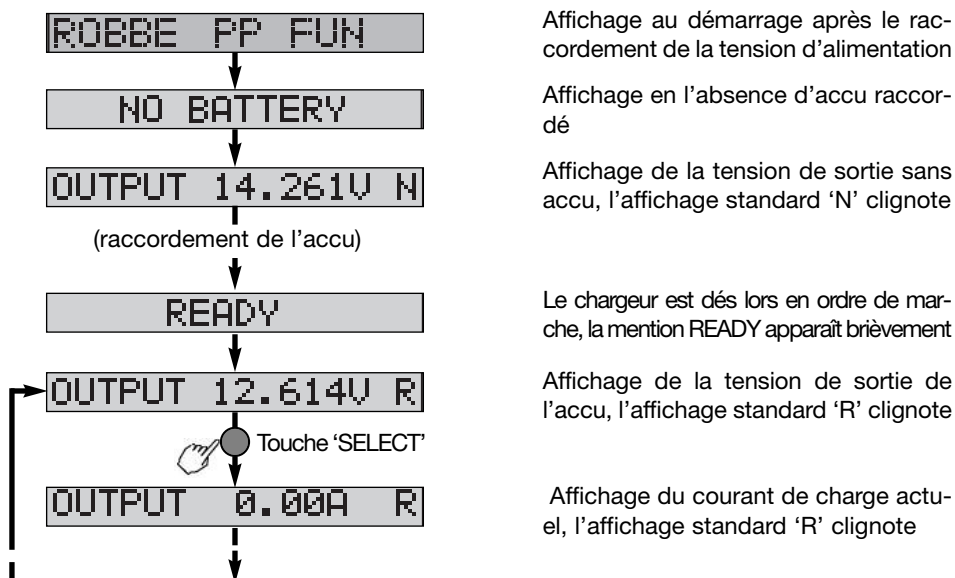 ROBBE PP FUN
Affichage au démarrage après le rac-
cordement de la tension d'alimentation
NO BATTERY
Affichage en l'absence d'accu raccor-
dé
OUTPUT 14.261V N
Affichage de la tension de sortie sans
accu, l'affichage standard ‘N’ clignote
(raccordement de l'accu)
READY
Le chargeur est dés lors en ordre de mar-
che, la mention READY apparaît brièvement
OUTPUT 12.614V R
Affichage de la tension de sortie de
l'accu, l'affichage standard ‘R’ clignote
Touche ‘SELECT’
OUTPUT 0.00A R
Affichage du courant de charge actu-
el, l'affichage standard ‘R’ clignote